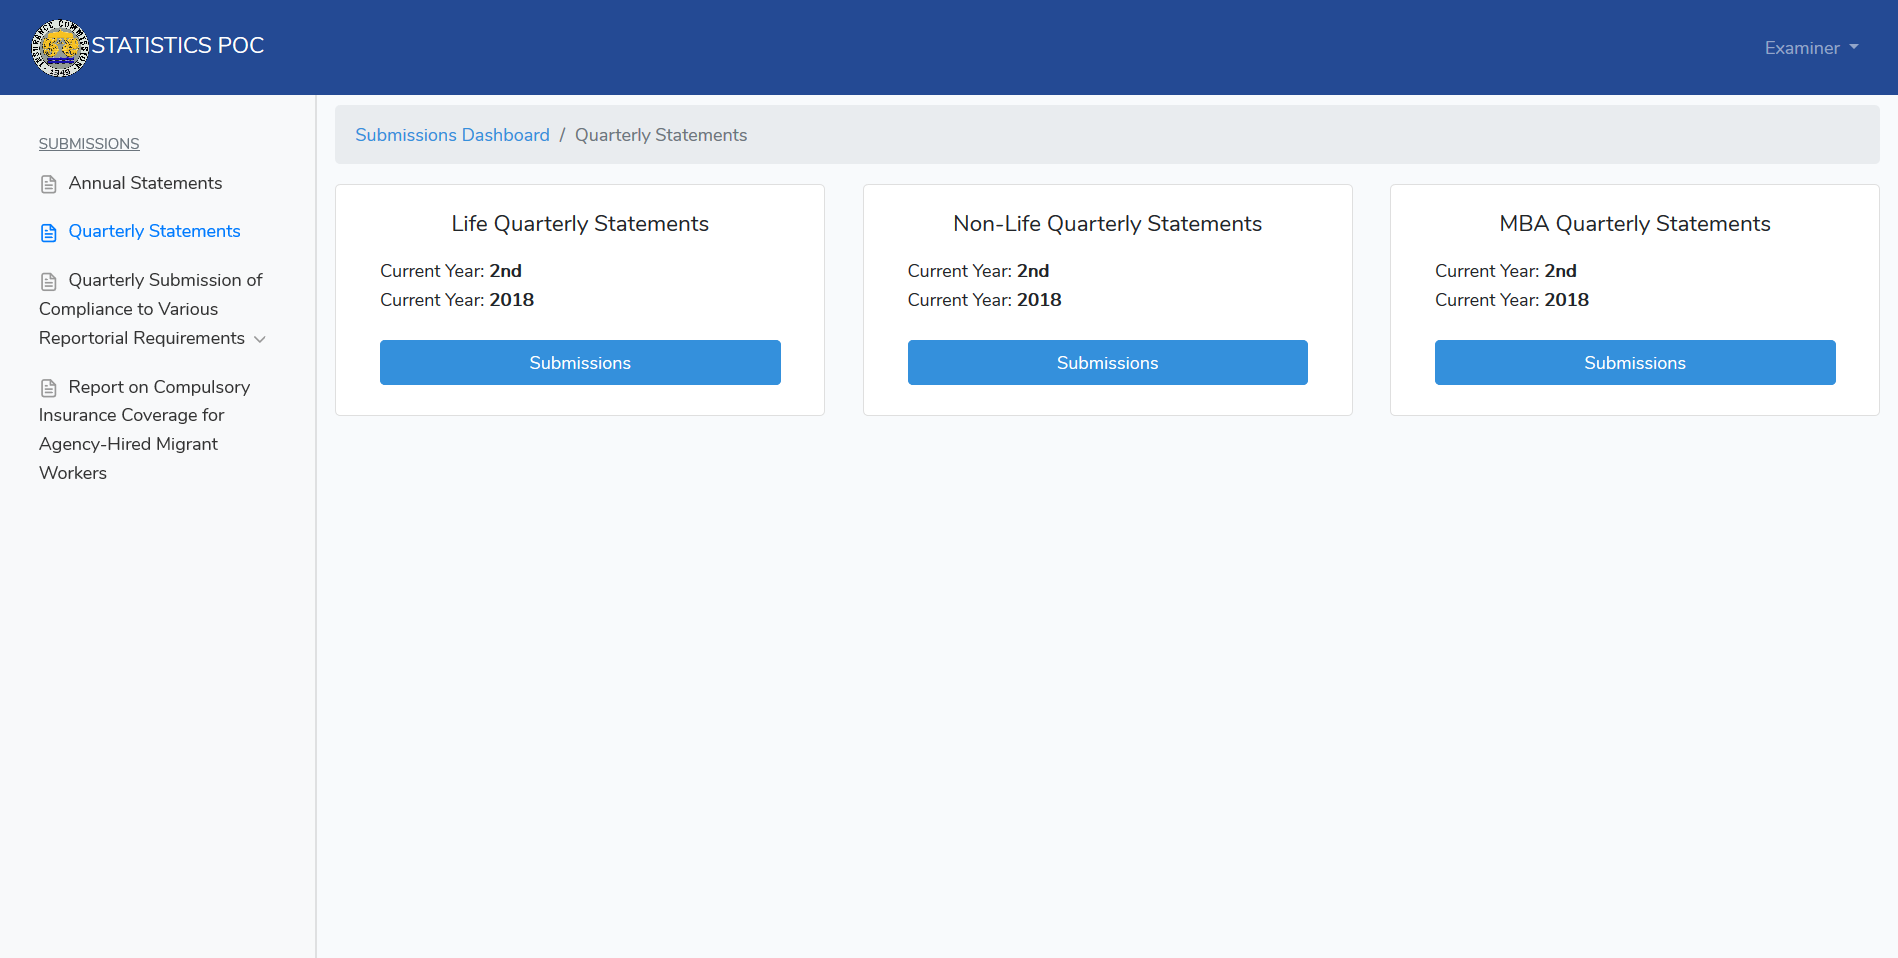 INSURANCE COMMISSION
1949
STATISTICS POC
Examiner
SUBMISSIONS
Annual Statements
Quarterly Statements
Quarterly Submission of
Compliance to Various
Reportorial Requirements
Report on Compulsory
Insurance Coverage for
Agency-Hired Migrant
Workers
Submissions Dashboard / Quarterly Statements
Life Quarterly Statements
Current Year: 2nd
Current Year: 2018
Submissions
Non-Life Quarterly Statements
Current Year: 2nd
Current Year: 2018
Submissions
MBA Quarterly Statements
Current Year: 2nd
Current Year: 2018
Submissions